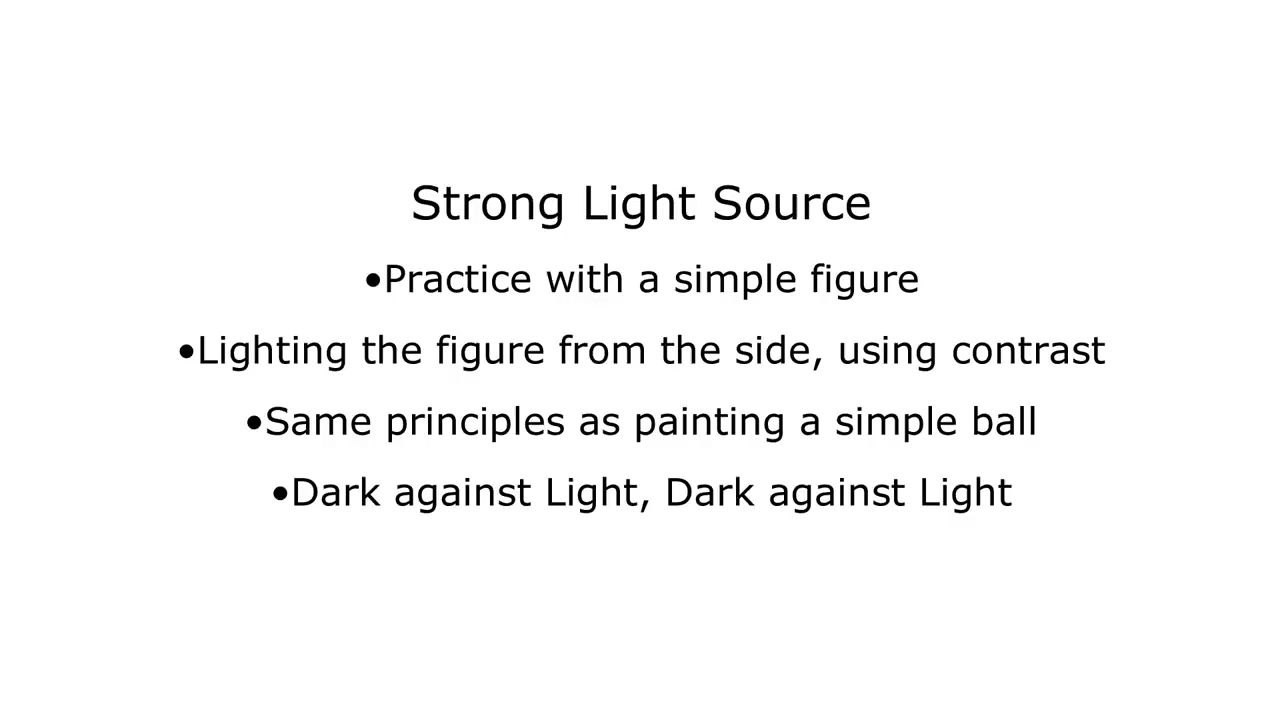 Strong Light Source
•Practice with a simple figure
•Lighting the figure from the side, using contrast
•Same principles as painting a simple ball
•Dark against Light, Dark against Light